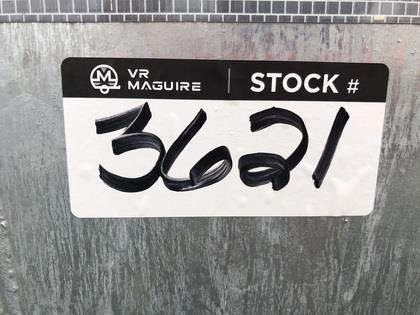 VR
MAGUIRE
STOCK #
3621